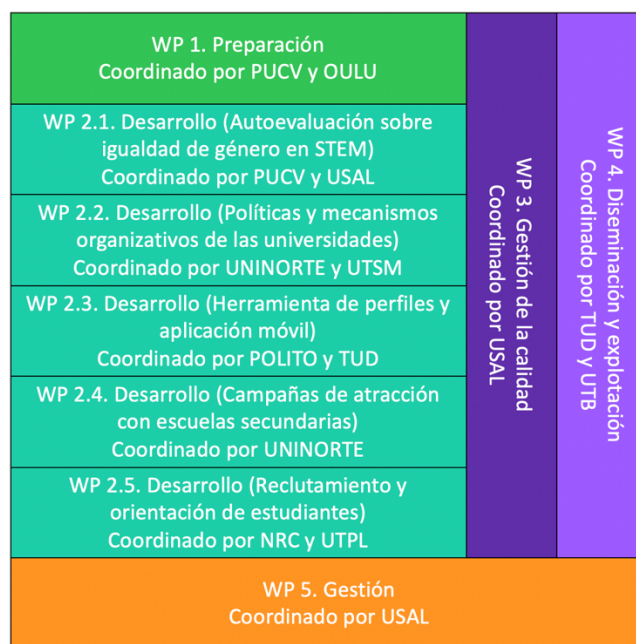 WP 1. Preparación
Coordinado por PUCV y OULU
WP 2.1. Desarrollo (Autoevaluación sobre
igualdad de género en STEM)
Coordinado por PUCV y USAL
WP 2.2. Desarrollo (Políticas y mecanismos
organizativos de las universidades)
Coordinado por UNINORTE y UTSM
WP 2.3. Desarrollo (Herramienta de perfiles y
aplicación móvil)
Coordinado por POLITO y TUD
WP 2.4. Desarrollo (Campañas de atracción
con escuelas secundarias)
Coordinado por UNINORTE
WP 2.5. Desarrollo (Reclutamiento y
orientación de estudiantes)
Coordinado por NRC y UTPL
WP 3. Gestión de la calidad
Coordinado por USAL
WP 4. Diseminación y explotación
Coordinado por TUD y UTB
WP 5. Gestión
Coordinado por USAL